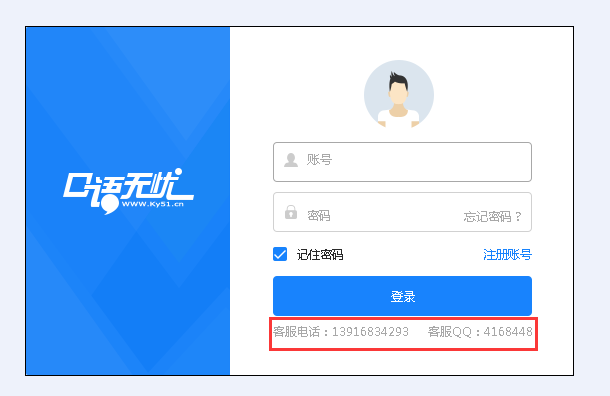 口语无忧
www.Ky51.cn
账号
密码 忘记密码？
记住密码 注册账号
登录
客服电话：13916834293 客服QQ：4168448